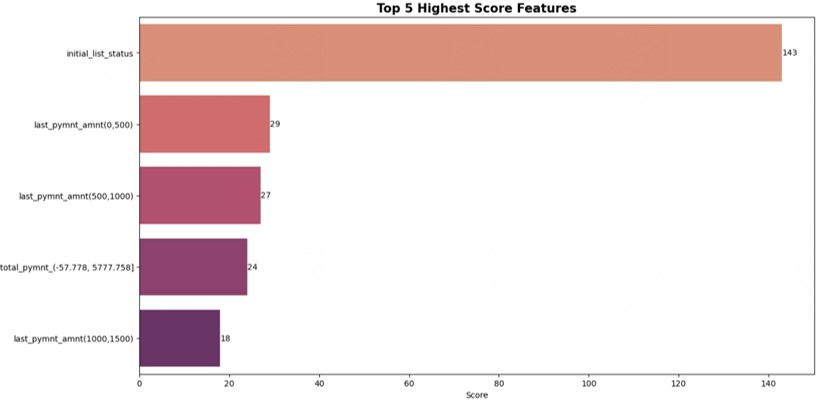 Top 5 Highest Score Features
initial_list_status
143
last_pymnt_amnt(0,500)
29
last_pymnt_amnt(500,1000)
27
total_pymnt_(-57.778, 5777.758]
24
last_pymnt_amnt(1000,1500)
18
0 20 40 60 80 100 120 140
Score